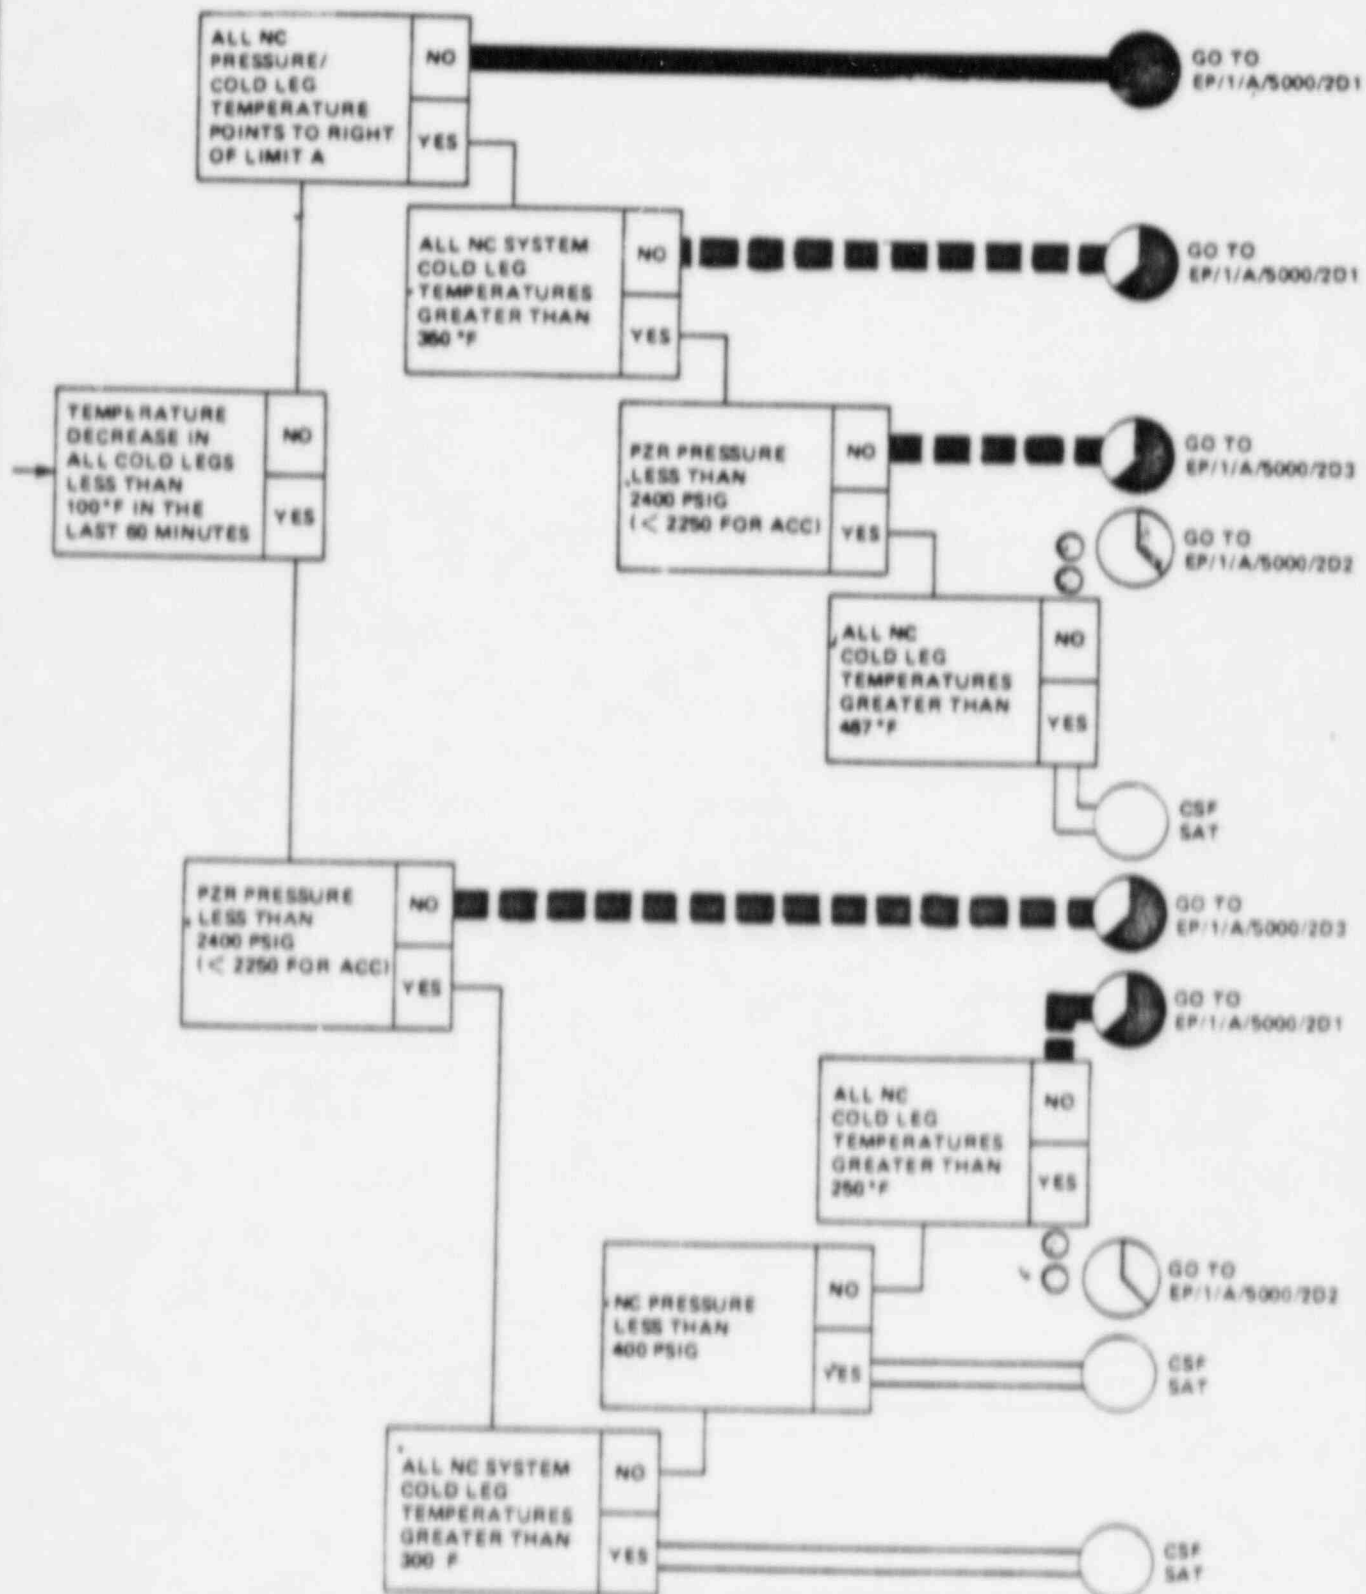 ALL NC
PRESSURE/
COLD LEG
TEMPERATURE
POINTS TO RIGHT
OF LIMIT A
NO
YES
GO TO
EP/1/A/5000/2D1
ALL NC SYSTEM
COLD LEG
TEMPERATURES
GREATER THAN
350 °F
NO
YES
GO TO
EP/1/A/5000/2D1
TEMPERATURE
DECREASE IN
ALL COLD LEGS
LESS THAN
100°F IN THE
LAST 60 MINUTES
NO
YES
PZR PRESSURE
LESS THAN
2400 PSIG
(< 2250 FOR ACC)
NO
YES
GO TO
EP/1/A/5000/2D3
GO TO
EP/1/A/5000/2D2
ALL NC
COLD LEG
TEMPERATURES
GREATER THAN
487°F
NO
YES
CSF
SAT
PZR PRESSURE
LESS THAN
2400 PSIG
(< 2250 FOR ACC)
NO
YES
GO TO
EP/1/A/5000/2D3
GO TO
EP/1/A/5000/2D1
ALL NC
COLD LEG
TEMPERATURES
GREATER THAN
250°F
NO
YES
GO TO
EP/1/A/5000/2D2
NC PRESSURE
LESS THAN
400 PSIG
NO
YES
CSF
SAT
ALL NC SYSTEM
COLD LEG
TEMPERATURES
GREATER THAN
300 F
NO
YES
CSF
SAT